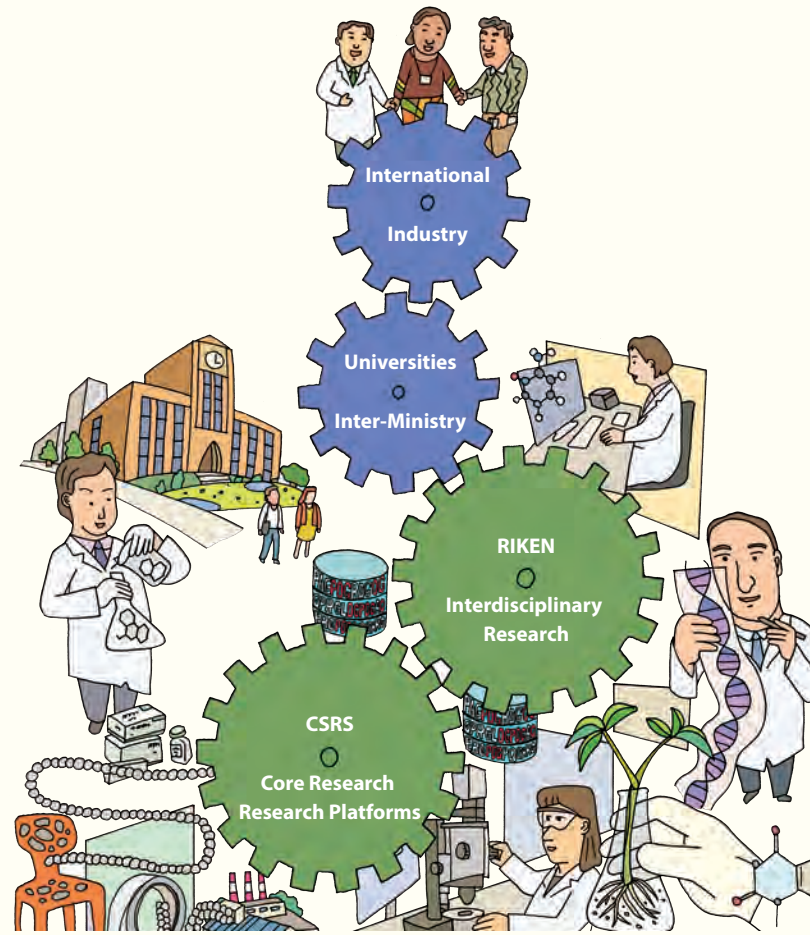 International
Industry
Universities
Inter-Ministry
RIKEN
Interdisciplinary
Research
CSRS
Core Research
Research Platforms